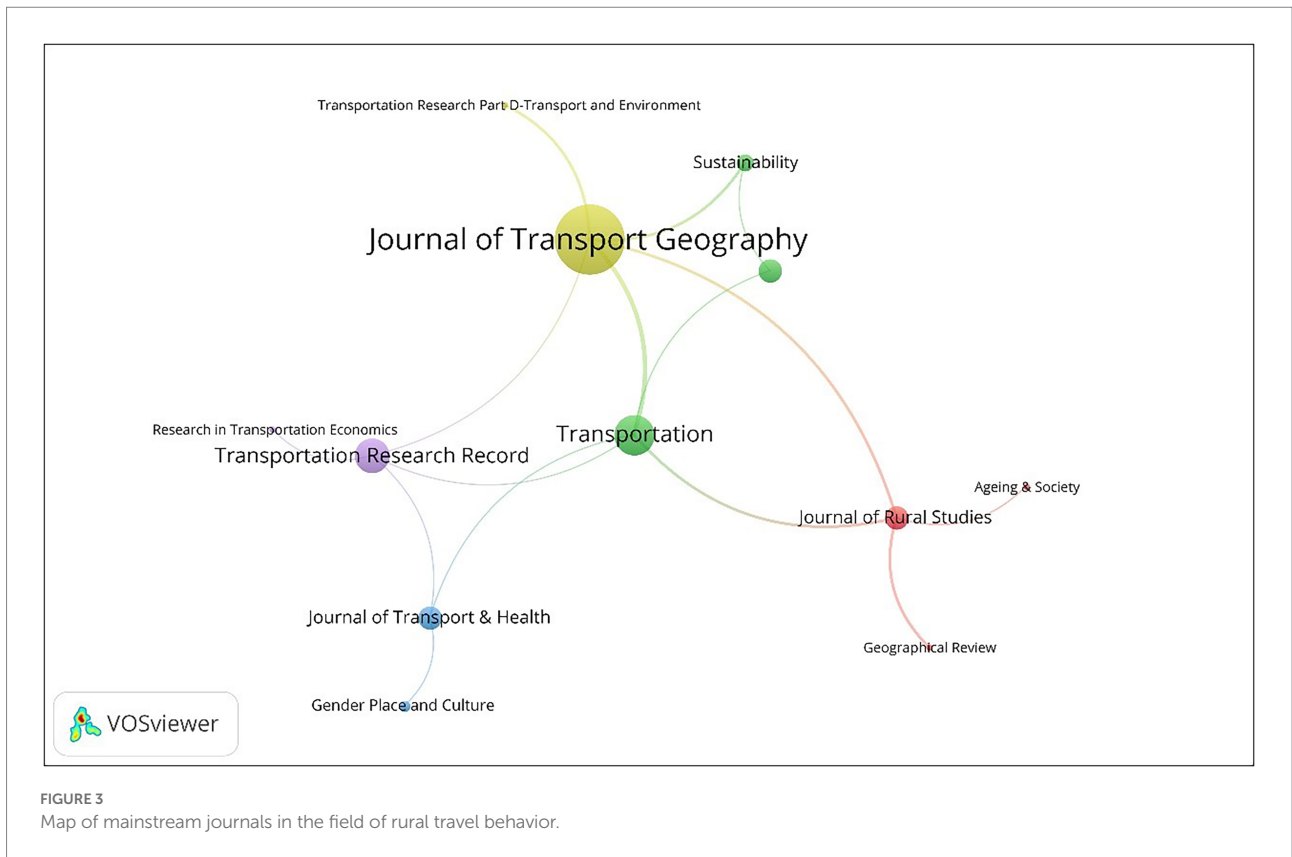 Transportation Research Part D-Transport and Environment
Sustainability
Journal of Transport Geography
Research in Transportation Economics
Transportation
Transportation Research Record
Ageing & Society
Journal of Rural Studies
Journal of Transport & Health
Geographical Review
Gender Place and Culture
VOSviewer
FIGURE 3
Map of mainstream journals in the field of rural travel behavior.